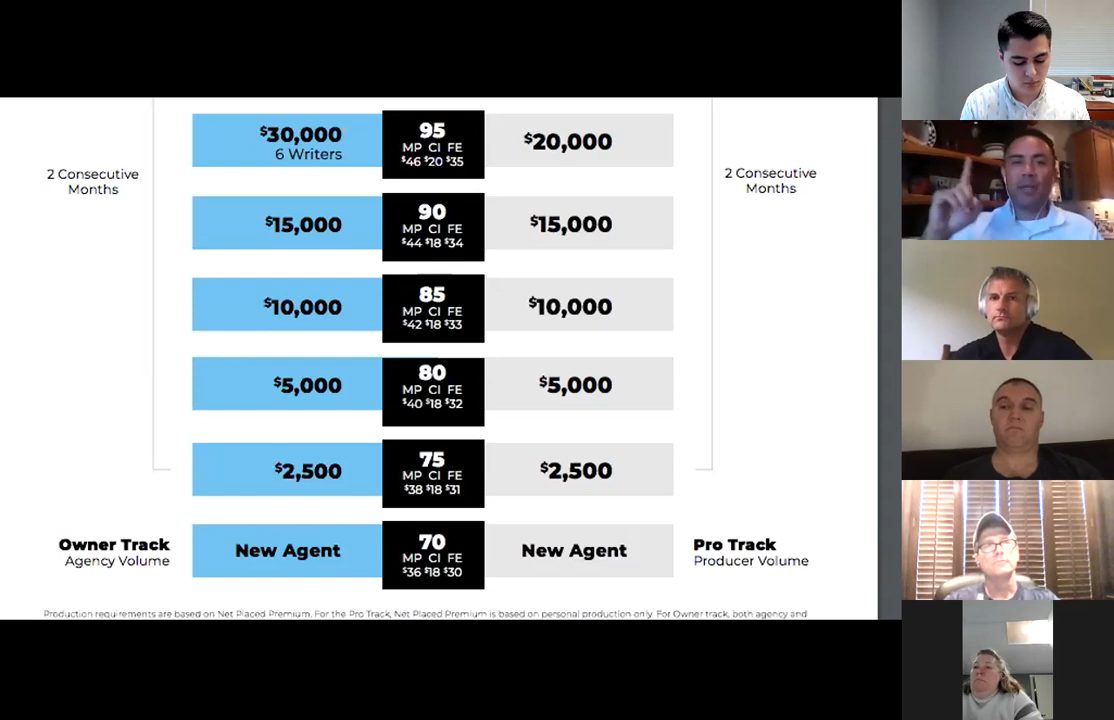 $30,000
6 Writers
95
MP CI FE
$46 $20 $35
$20,000
2 Consecutive
Months
2 Consecutive
Months
$15,000
90
MP CI FE
$44 $18 $34
$15,000
$10,000
85
MP CI FE
$42 $18 $33
$10,000
$5,000
80
MP CI FE
$40 $18 $32
$5,000
$2,500
75
MP CI FE
$38 $18 $31
$2,500
Owner Track
Agency Volume
New Agent
70
MP CI FE
$36 $18 $30
New Agent
Pro Track
Producer Volume
Production requirements are based on Net Placed Premium. For the Pro Track, Net Placed Premium is based on personal production only. For Owner track, both agency and